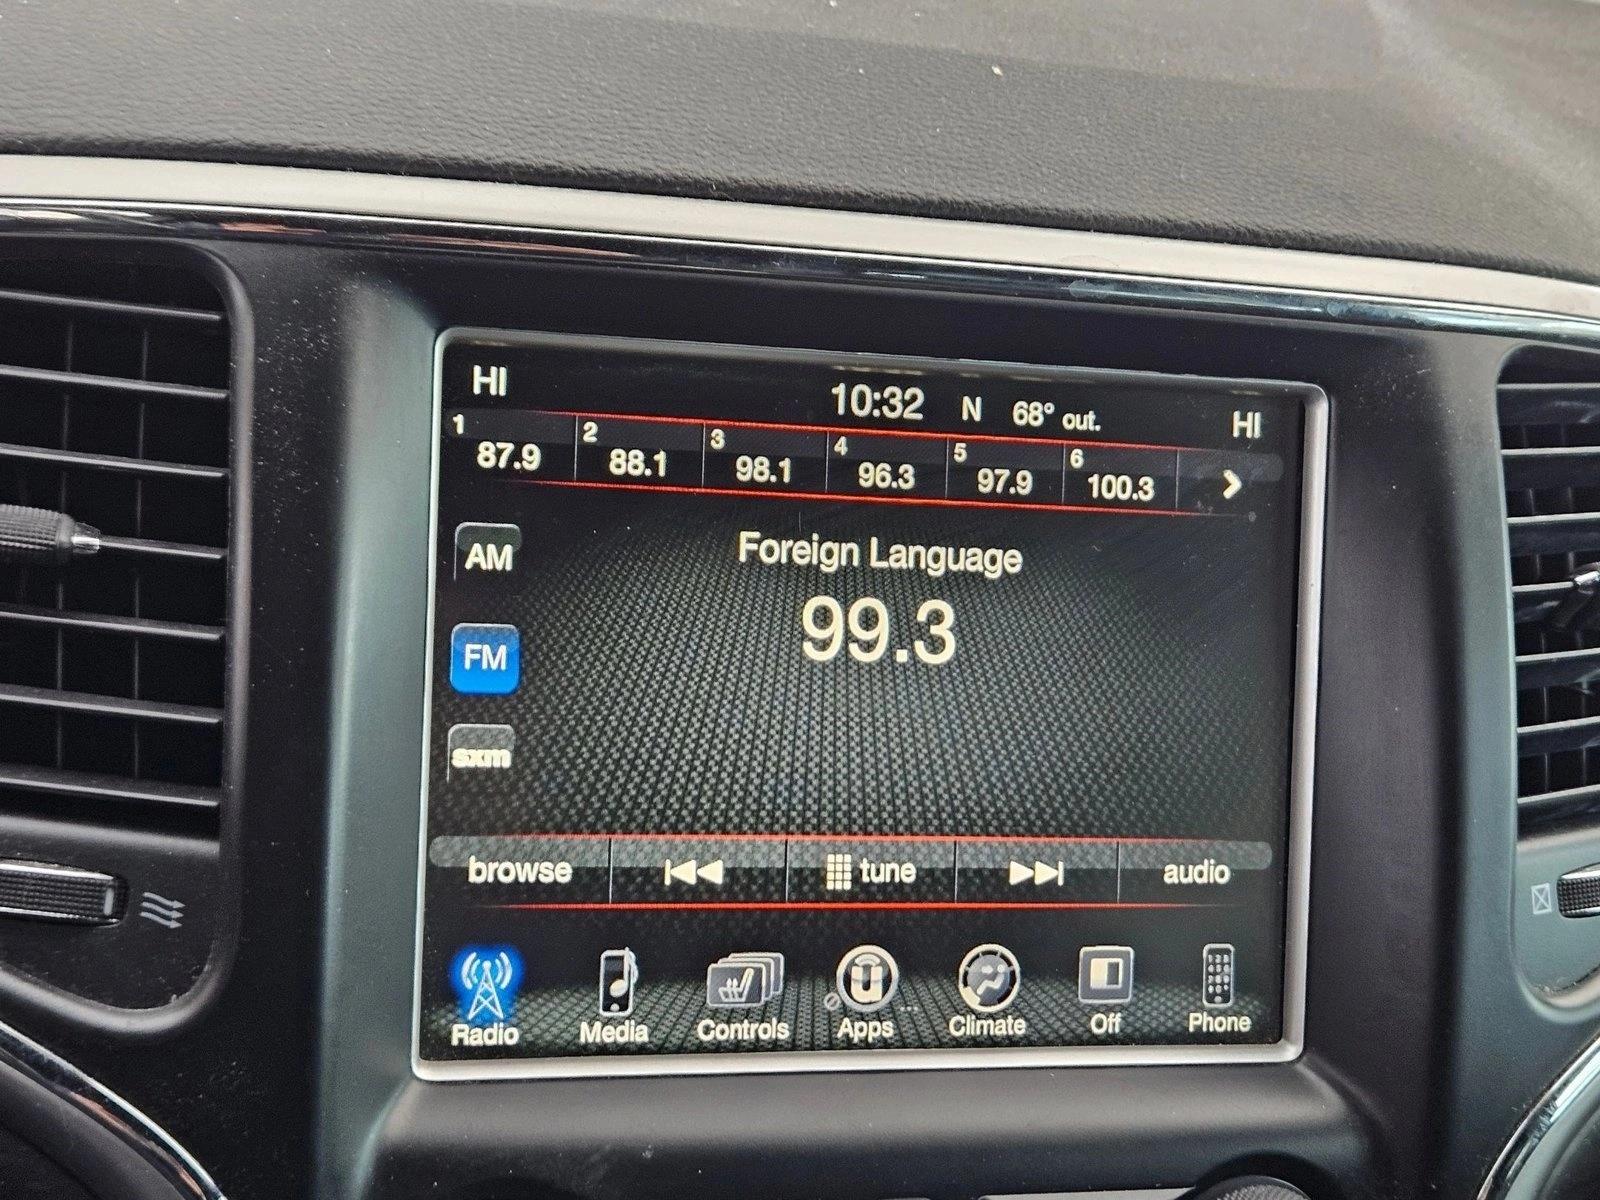 HI 10:32 N 68° out. HI
1 87.9 2 88.1 3 98.1 4 96.3 5 97.9 6 100.3
AM
Foreign Language
99.3
FM
sxm
browse tune audio
Radio Media Controls Apps Climate Off Phone